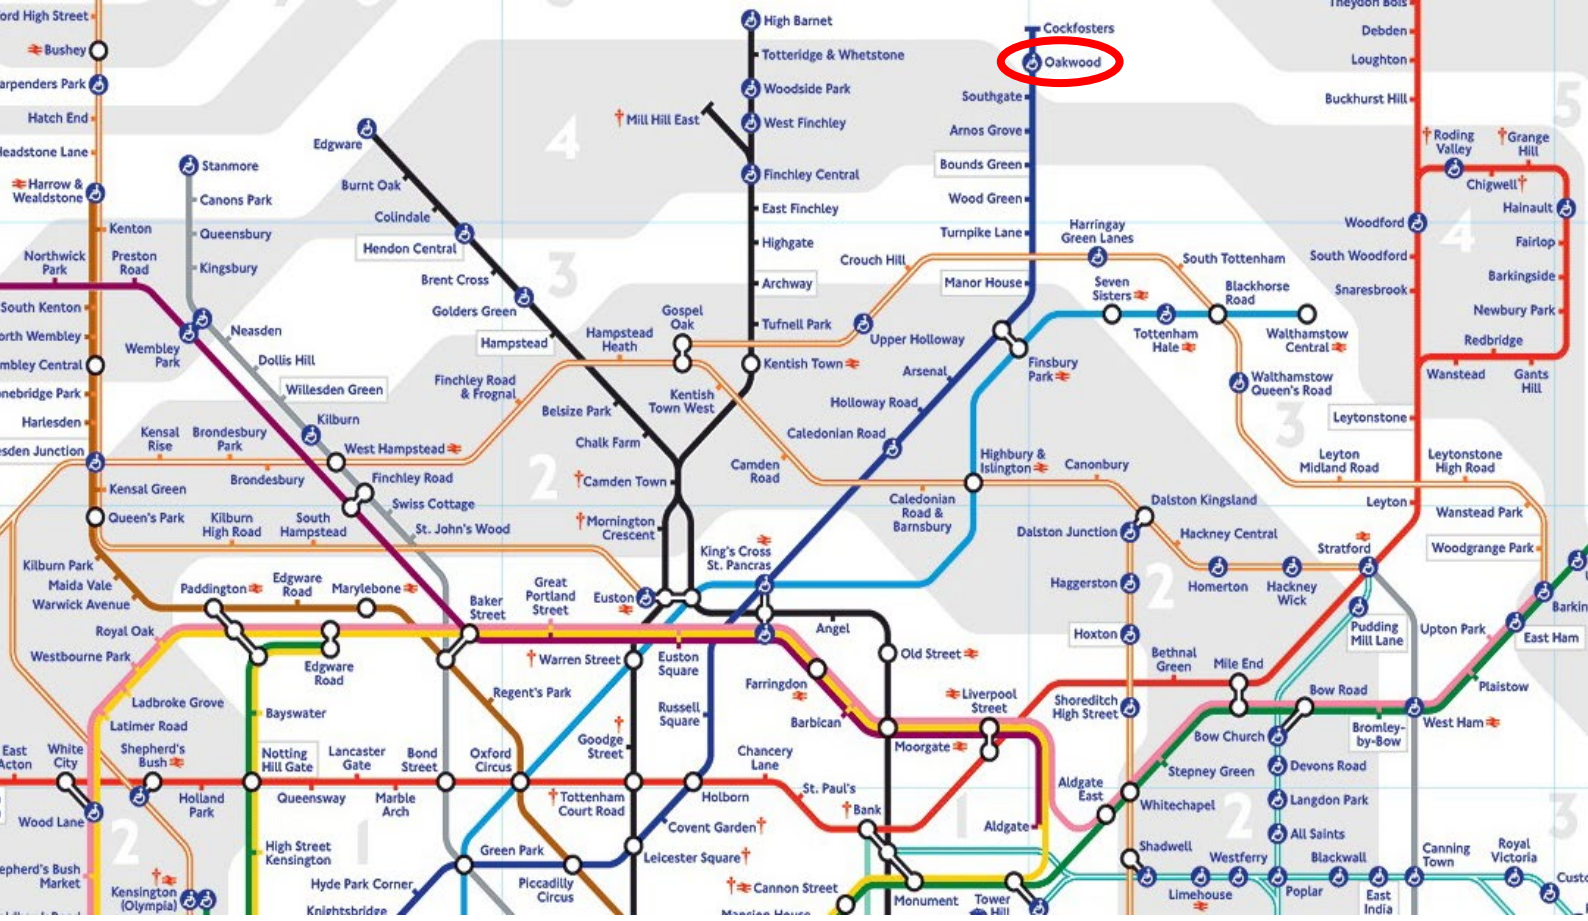 ford High Street
Bushey
arpenders Park
Hatch End
Headstone Lane
Harrow &
Wealdstone
Kenton
Northwick
Park
Preston
Road
South Kenton
orth Wembley
mbley Central
nebridge Park
Harlesden
esden Junction
Kensal Green
Queen's Park
Kilburn Park
Maida Vale
Warwick Avenue
Royal Oak
Westbourne Park
Ladbroke Grove
Latimer Road
East
Acton
White
City
Shepherd's
Bush
Wood Lane
Holland
Park
2
epherd's Bush
Market
Kensington
(Olympia)
Stanmore
Canons Park
Queensbury
Kingsbury
Wembley
Park
Neasden
Dollis Hill
Willesden Green
Kilburn
West Hampstead
Finchley Road
Swiss Cottage
St. John's Wood
Kensal
Rise
Brondesbury
Park
Brondesbury
Kilburn
High Road
South
Hampstead
Paddington
Edgware
Road
Marylebone
Baker
Street
Great
Portland
Street
Edgware
Road
Bayswater
Notting
Hill Gate
Lancaster
Gate
Bond
Street
Oxford
Circus
Queensway
Marble
Arch
High Street
Kensington
1
Hyde Park Corner
Knightsbridge
Green Park
Piccadilly
Circus
Regent's Park
Edgware
Burnt Oak
Colindale
Hendon Central
Brent Cross
Golders Green
Hampstead
Belsize Park
Chalk Farm
Camden Town
Mornington
Crescent
Euston
4
3
2
High Barnet
Totteridge & Whetstone
Woodside Park
West Finchley
Mill Hill East
Finchley Central
East Finchley
Highgate
Archway
Tufnell Park
Kentish Town
Gospel
Oak
Hampstead
Heath
Finchley Road
& Frognal
Kentish
Town West
Camden
Road
Cockfosters
Oakwood
Southgate
Arnos Grove
Bounds Green
Wood Green
Turnpike Lane
Manor House
Harringay
Green Lanes
Crouch Hill
Upper Holloway
South Tottenham
Seven
Sisters
Blackhorse
Road
Tottenham
Hale
Walthamstow
Central
Finsbury
Park
Arsenal
Holloway Road
Caledonian Road
Walthamstow
Queen's Road
Highbury &
Islington
Canonbury
Caledonian
Road &
Barnsbury
Dalston Kingsland
Dalston Junction
Hackney Central
Haggerston
Homerton
Hackney
Wick
Hoxton
2
Shoreditch
High Street
King's Cross
St. Pancras
Angel
Old Street
Warren Street
Euston
Square
Farringdon
Barbican
Russell
Square
Goodge
Street
Tottenham
Court Road
Holborn
Chancery
Lane
St. Paul's
Covent Garden
Leicester Square
Liverpool
Street
Moorgate
Bank
1
Aldgate
Aldgate
East
Whitechapel
Cannon Street
Mansion House
Monument
Tower
Hill
Shadwell
Limehouse
Westferry
Poplar
Blackwall
East
India
Canning
Town
Royal
Victoria
Custo
Theydon Bois
Debden
Loughton
Buckhurst Hill
5
Roding
Valley
Grange
Hill
Chigwell
Hainault
Woodford
4
South Woodford
Fairlop
Snaresbrook
Barkingside
Newbury Park
Redbridge
Wanstead
Gants
Hill
3
Leytonstone
Leyton
Midland Road
Leytonstone
High Road
Leyton
Wanstead Park
Stratford
Woodgrange Park
Pudding
Mill Lane
Barkin
Upton Park
East Ham
Plaistow
Bethnal
Green
Mile End
Bow Road
Bow Church
Bromley-
by-Bow
West Ham
Stepney Green
Devons Road
Langdon Park
All Saints
2
3